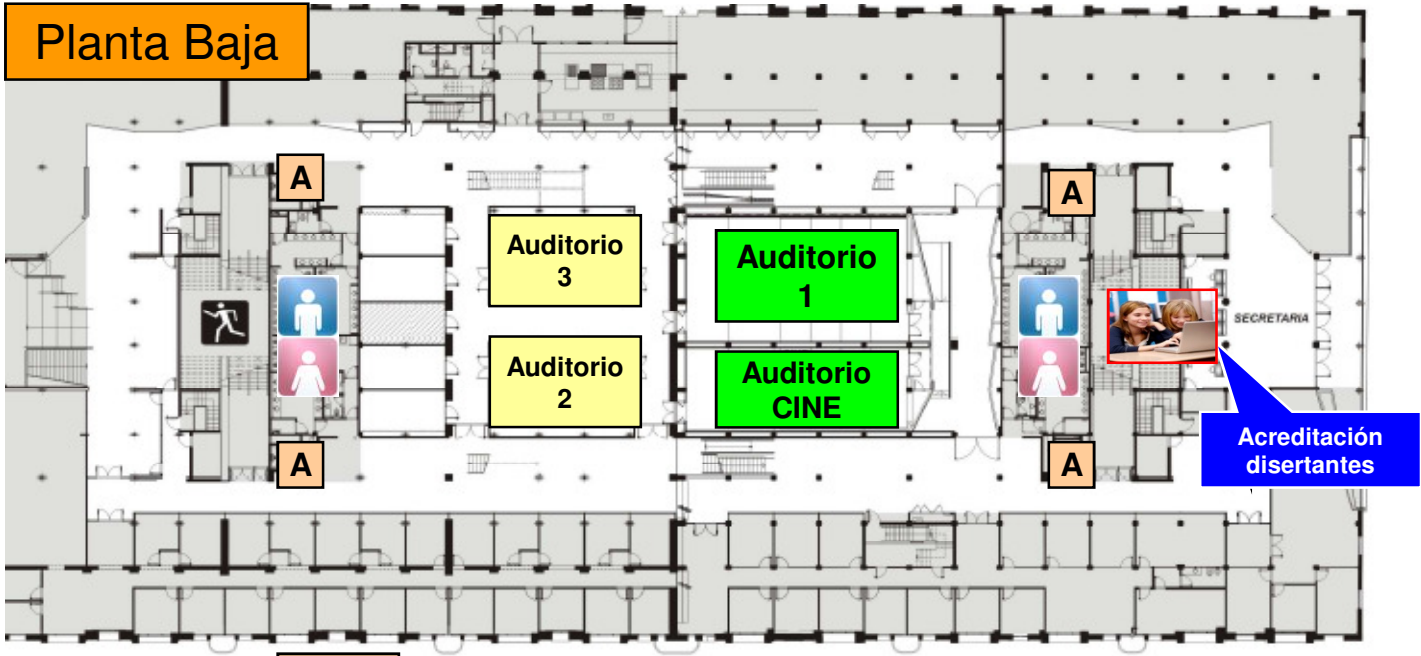 Planta Baja
A
A
Auditorio
3
Auditorio
1
SECRETARIA
Auditorio
2
Auditorio
CINE
Acreditación
disertantes
A
A